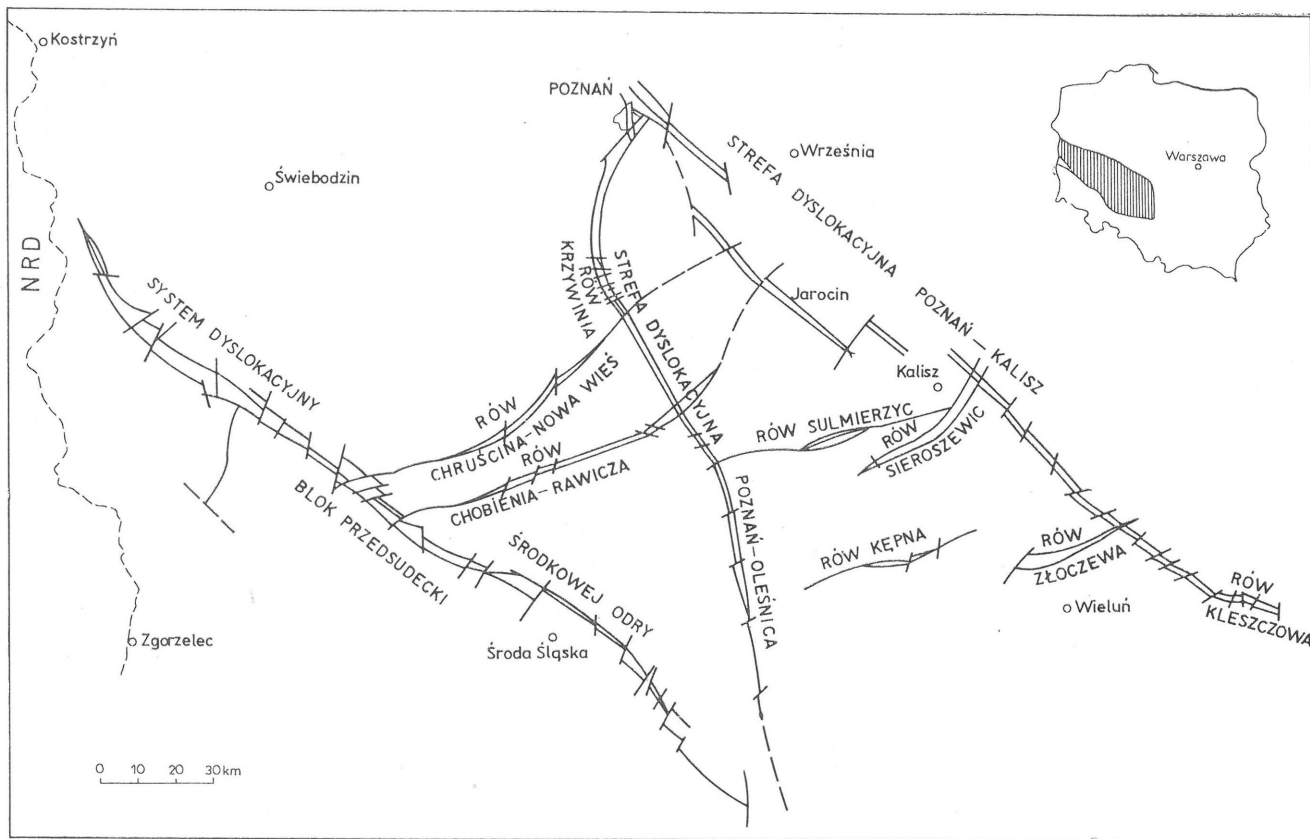 Kostrzyń
POZNAŃ
Września
Warszawa
Świebodzin
STREFA DYSLOKACYJNA POZNAŃ-KALISZ
NRD
SYSTEM DYSLOKACYJNY
ŚRODKOWEJ ODRY
RÓW
KRZYWINIA
STREFA DYSLOKACYJNA
POZNAŃ-OLEŚNICA
Jarocin
Kalisz
RÓW
CHRUŚCINA-NOWA WIEŚ
RÓW
CHOBIENIA-RAWICZA
RÓW SULMIERZYC
RÓW
SIEROSZEWIC
BLOK PRZEDSUDECKI
RÓW KĘPNA
RÓW
ZŁOCZEWA
Wieluń
RÓW
KLESZCZOWA
Zgorzelec
Środa Śląska
0 10 20 30 km